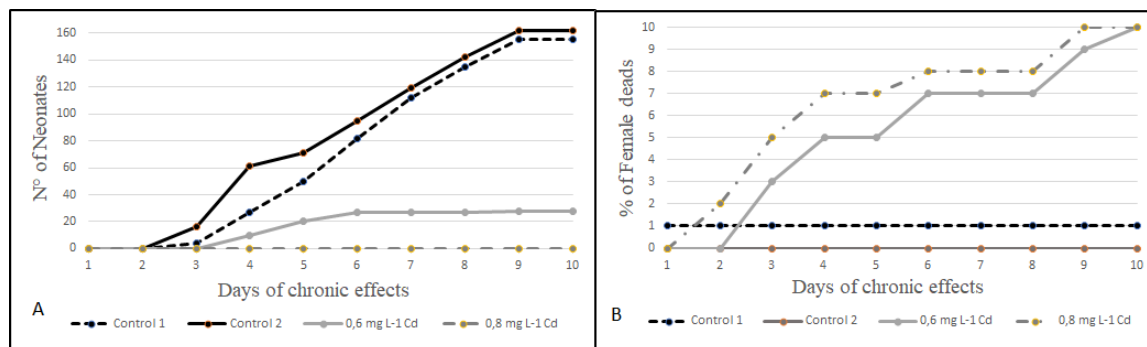 160
140
120
100
80
60
40
20
0
N° of Neonates
1 2 3 4 5 6 7 8 9 10
Days of chronic effects
A
Control 1 Control 2 0,6 mg L-1 Cd 0,8 mg L-1 Cd
10
9
8
7
6
5
4
3
2
1
0
% of Female deads
1 2 3 4 5 6 7 8 9 10
Days of chronic effects
B
Control 1 Control 2 0,6 mg L-1 Cd 0,8 mg L-1 Cd